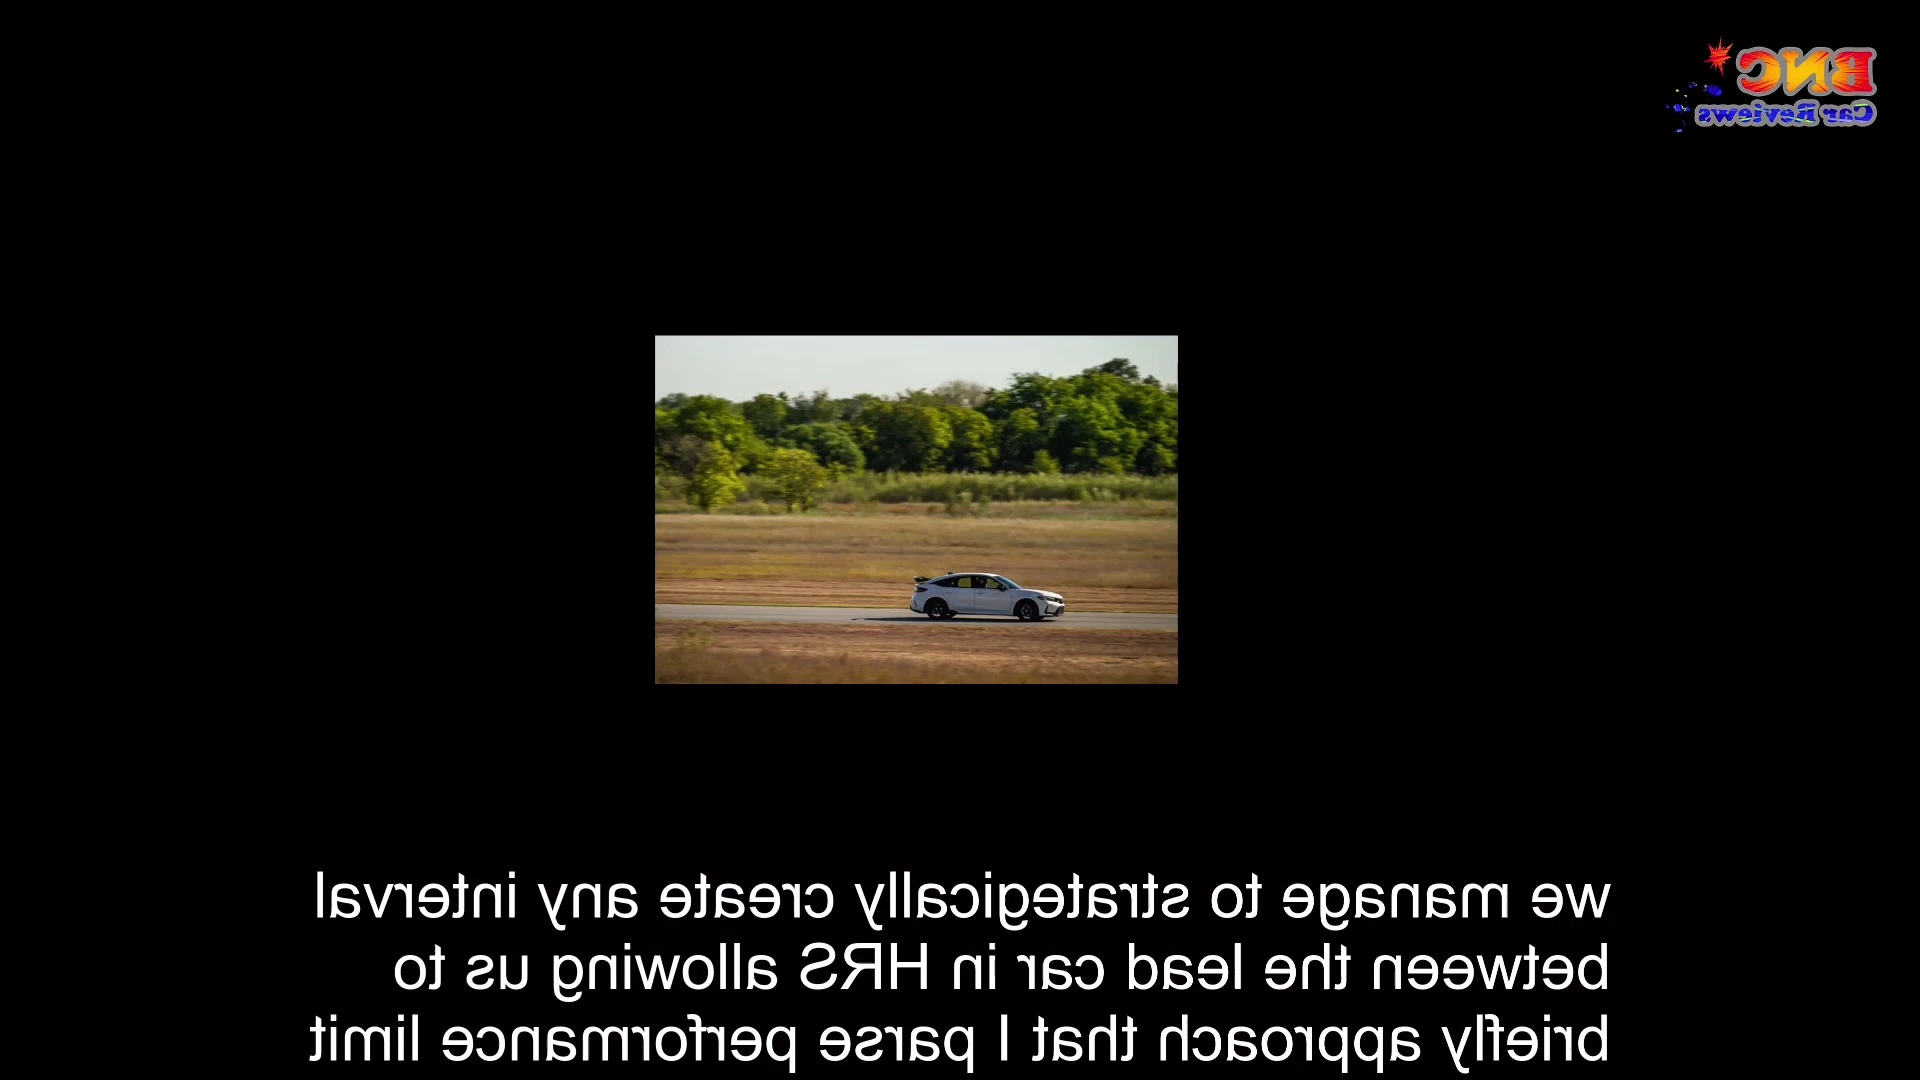 BNC
Car Reviews
we manage to strategically create any interval
between the lead car in HRS allowing us to
briefly approach that I parse performance limit